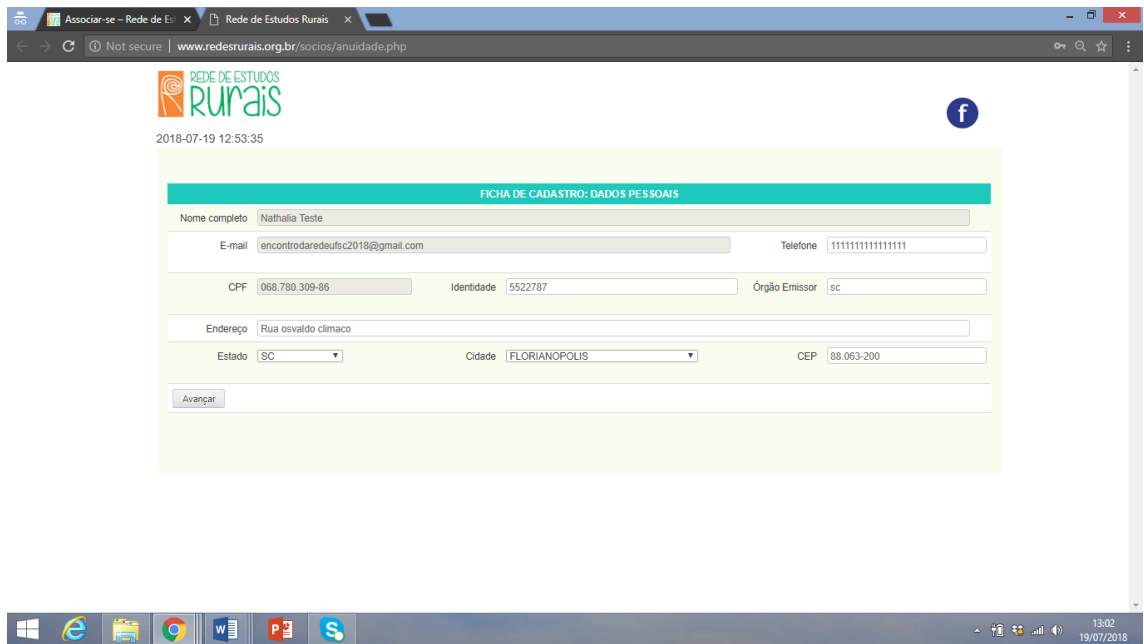 Associar-se – Rede de Es
Rede de Estudos Rurais
Not secure | www.redesrurais.org.br/socios/anuidade.php
REDE DE ESTUDOS
Rurais
f
2018-07-19 12:53:35
FICHA DE CADASTRO: DADOS PESSOAIS
Nome completo Nathalia Teste
E-mail encontrodaredeufsc2018@gmail.com Telefone 1111111111111111
CPF 068.780.309-86 Identidade 5522787 Órgão Emissor sc
Endereço Rua osvaldo climaco
Estado SC Cidade FLORIANOPOLIS CEP 88.063-200
Avançar
13:02
19/07/2018